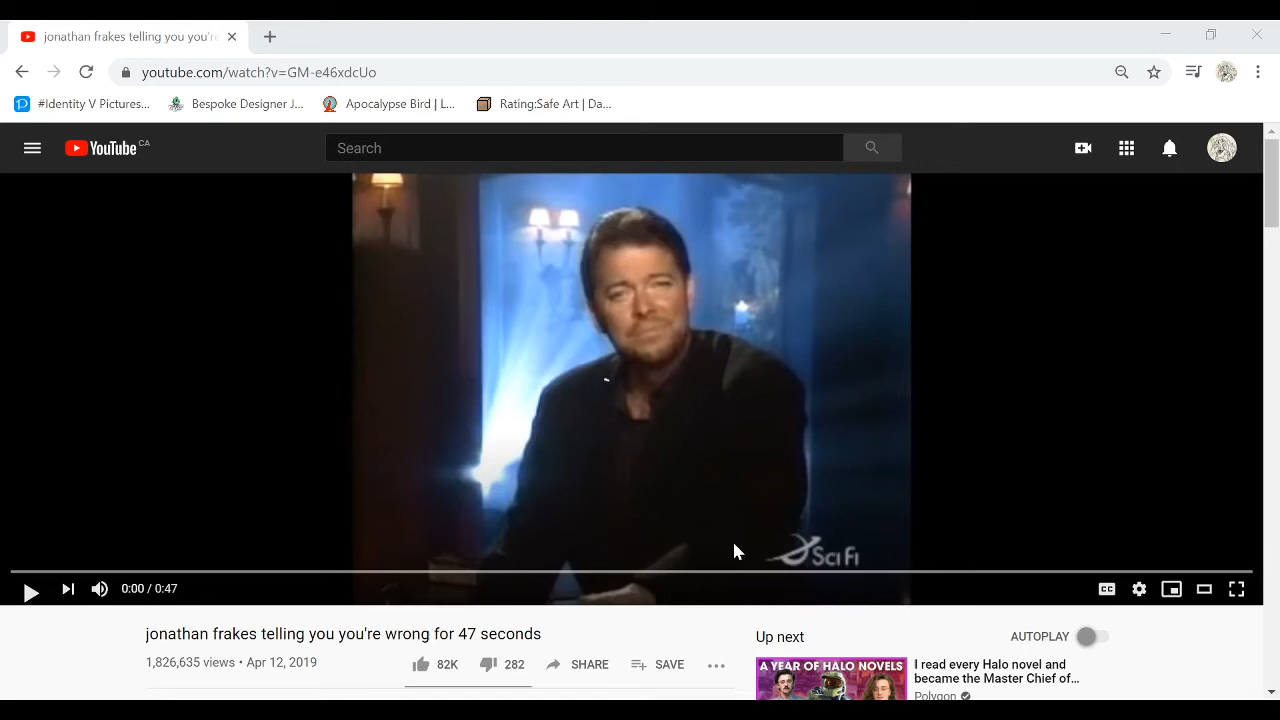 jonathan frakes telling you you're
youtube.com/watch?v=GM-e46xdcUo
#Identity V Pictures... Bespoke Designer J... Apocalypse Bird | L... Rating:Safe Art | Da...
YouTube CA Search
SCI FI
0:00 / 0:47 CC
jonathan frakes telling you you're wrong for 47 seconds
1,826,635 views • Apr 12, 2019 82K 282 SHARE SAVE
Up next AUTOPLAY
A YEAR OF HALO NOVELS
I read every Halo novel and
became the Master Chief of...
Polygon